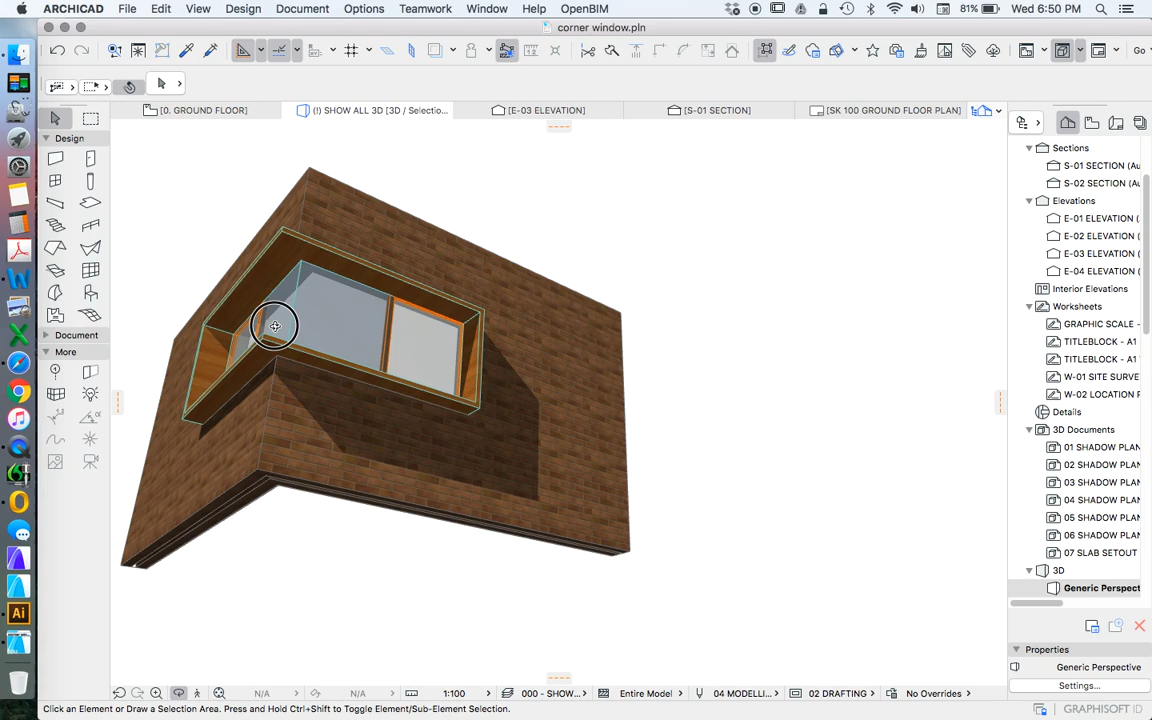 ARCHICAD File Edit View Design Document Options Teamwork Window Help OpenBIM 81% Wed 6:50 PM
corner window.pln
Go
[0. GROUND FLOOR] (!) SHOW ALL 3D [3D / Selectio... [E-03 ELEVATION] [S-01 SECTION] [SK 100 GROUND FLOOR PLAN]
Design
Document
More
Sections
S-01 SECTION (Au
S-02 SECTION (Au
Elevations
E-01 ELEVATION (
E-02 ELEVATION (
E-03 ELEVATION (
E-04 ELEVATION (
Interior Elevations
Worksheets
GRAPHIC SCALE -
TITLEBLOCK - A1
TITLEBLOCK - A1
W-01 SITE SURVE
W-02 LOCATION P
Details
3D Documents
01 SHADOW PLAN
02 SHADOW PLAN
03 SHADOW PLAN
04 SHADOW PLAN
05 SHADOW PLAN
06 SHADOW PLAN
07 SLAB SETOUT
3D
Generic Perspect
Properties
Generic Perspective
Settings...
N/A N/A 1:100 000 - SHOW... Entire Model 04 MODELLI... 02 DRAFTING No Overrides
Click an Element or Draw a Selection Area. Press and Hold Ctrl+Shift to Toggle Element/Sub-Element Selection.
GRAPHISOFT ID